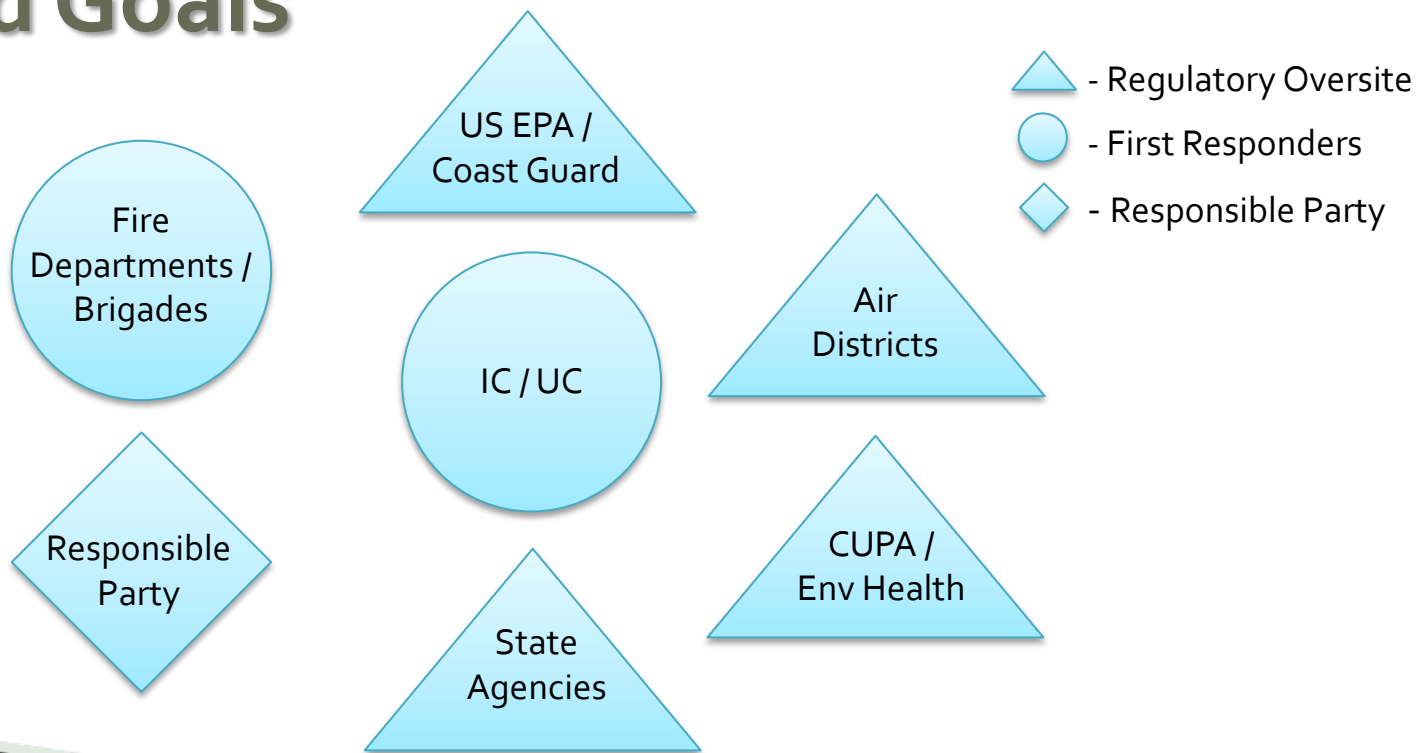 Goals
US EPA /
Coast Guard
- Regulatory Oversite
- First Responders
- Responsible Party
Fire
Departments /
Brigades
Air
Districts
IC / UC
Responsible
Party
CUPA /
Env Health
State
Agencies